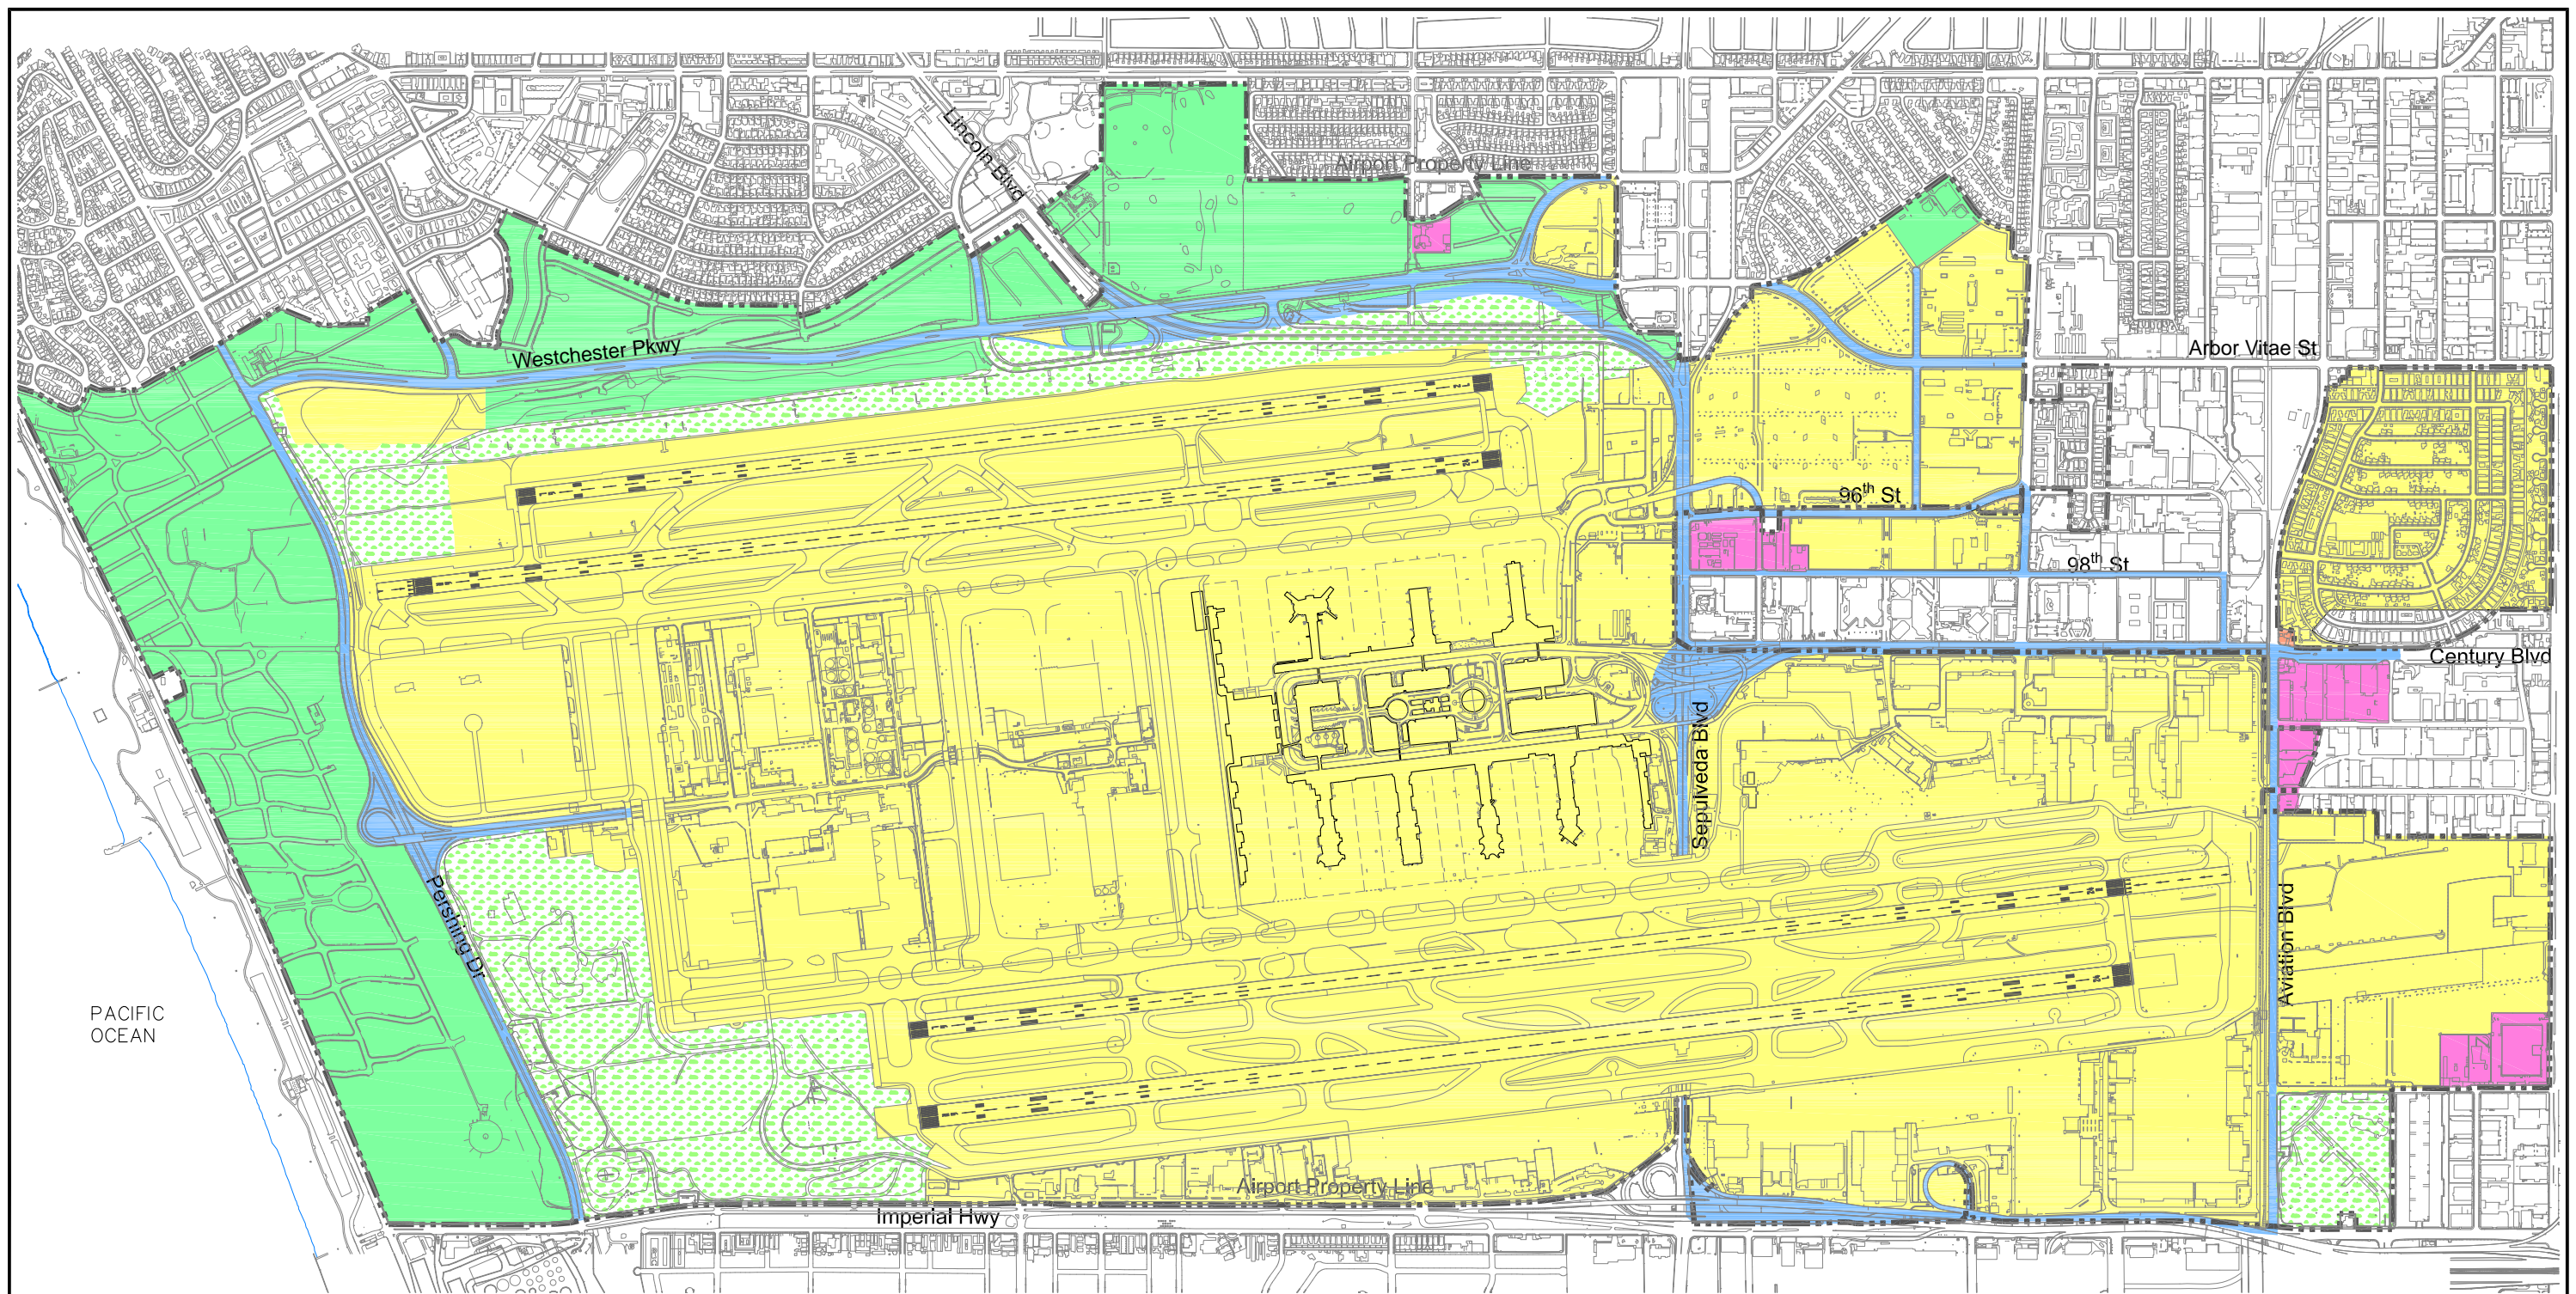 Lincoln Blvd
Airport Property Line
Westchester Pkwy
Arbor Vitae St
96th St
98th St
Century Blvd
Sepulveda Blvd
Pershing Dr
Aviation Blvd
PACIFIC
OCEAN
Airport Property Line
Imperial Hwy